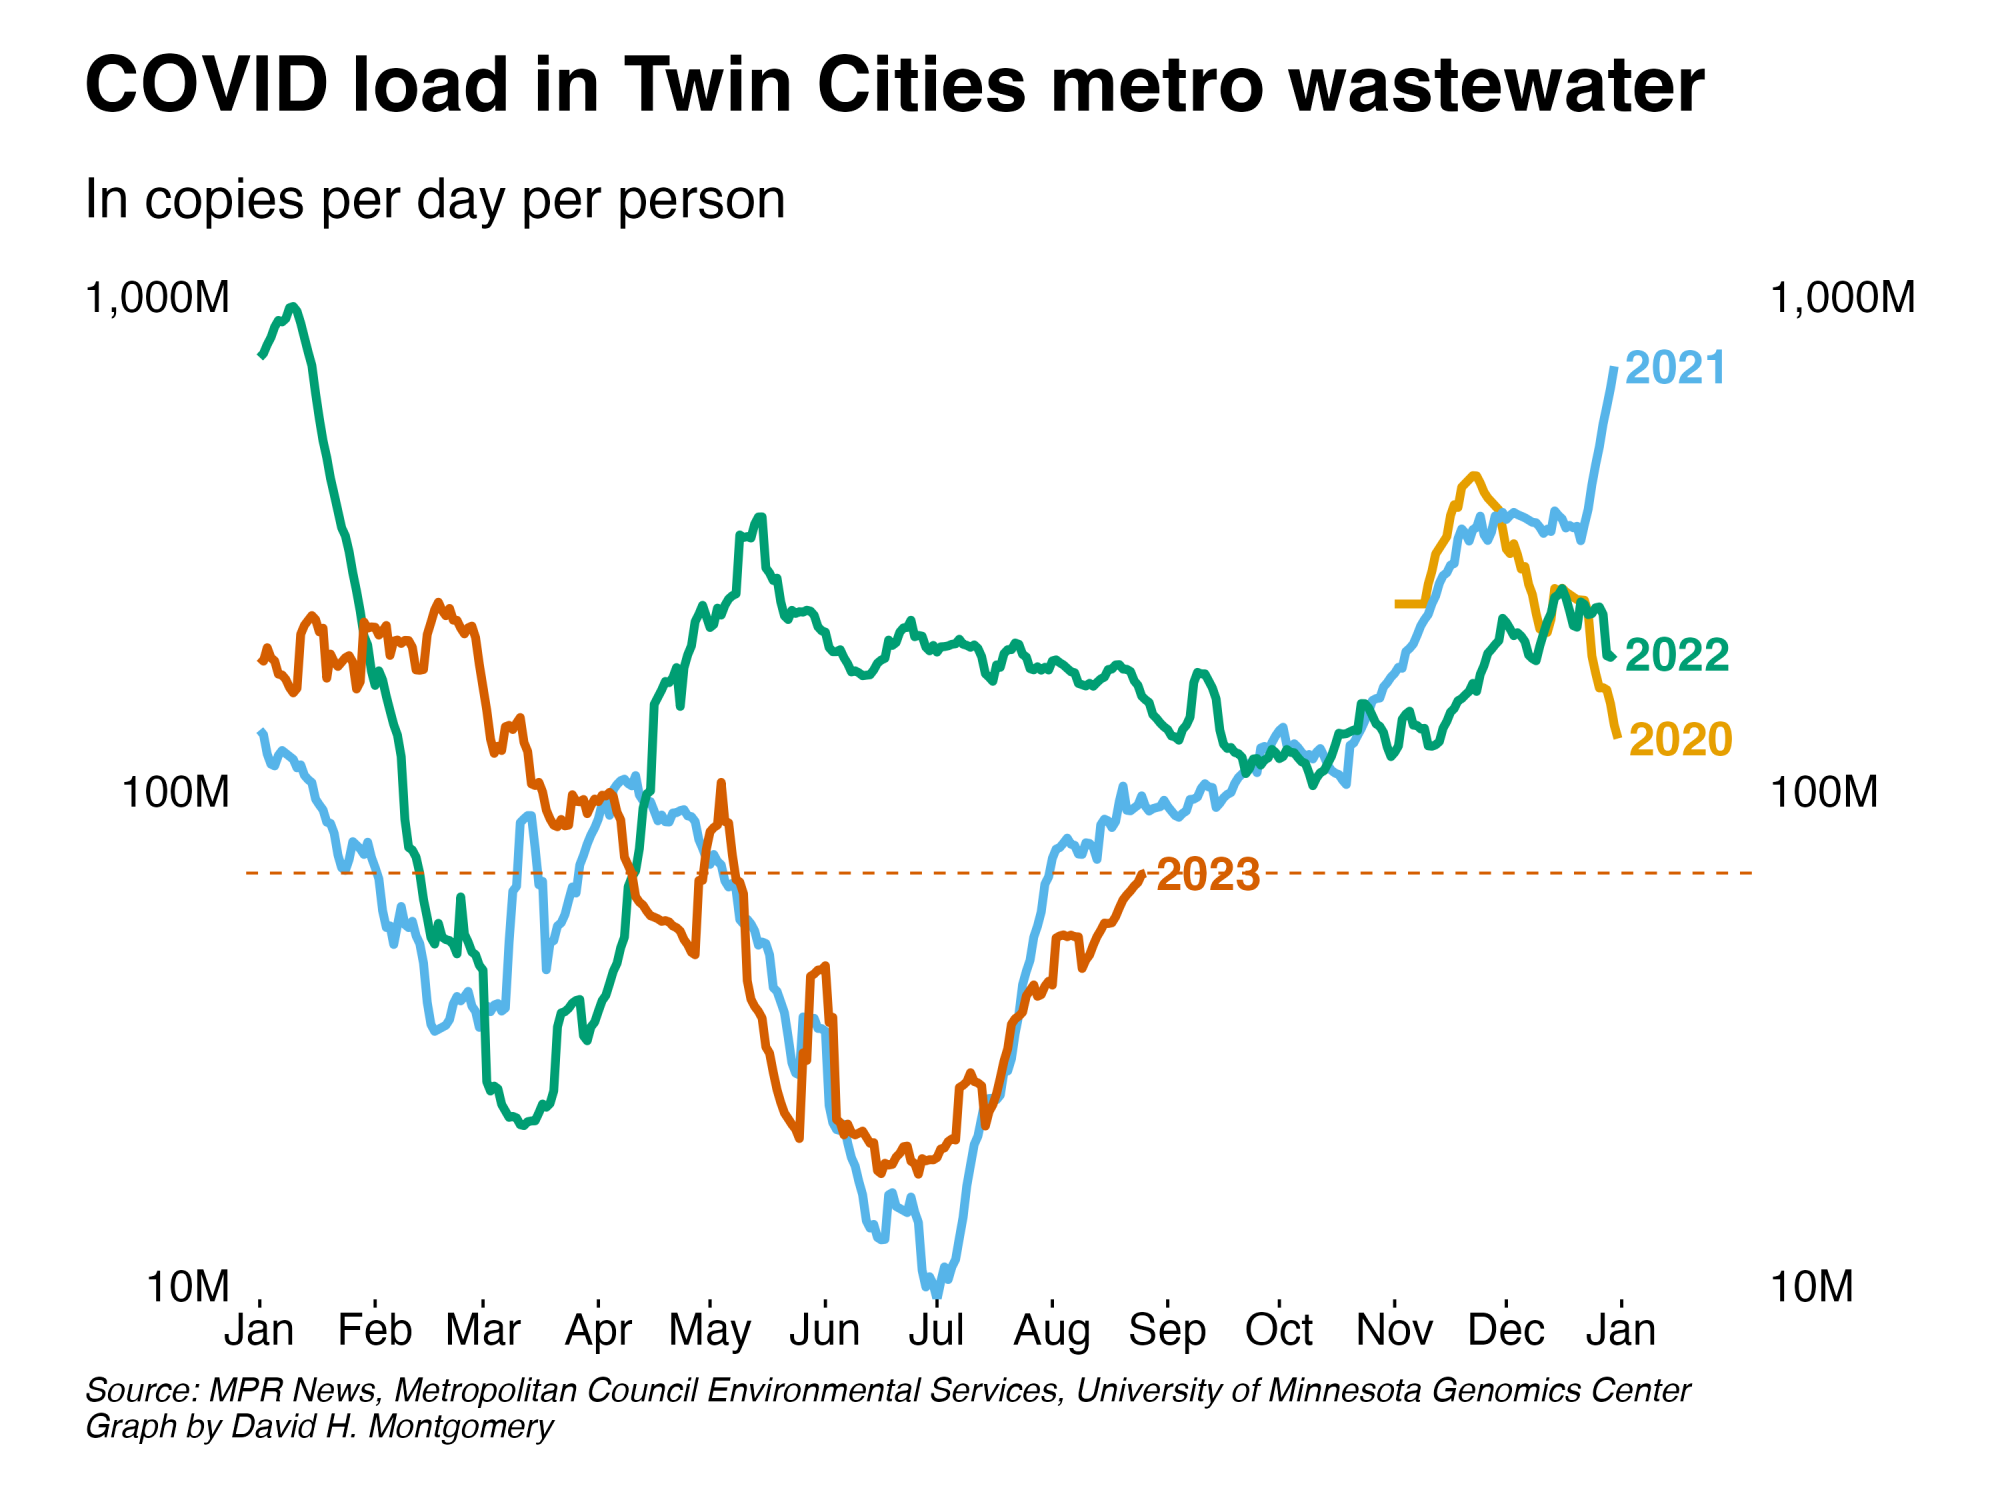 COVID load in Twin Cities metro wastewater
In copies per day per person
1,000M 1,000M
2021
2022
2020
100M 100M
2023
10M 10M
Jan Feb Mar Apr May Jun Jul Aug Sep Oct Nov Dec Jan
Source: MPR News, Metropolitan Council Environmental Services, University of Minnesota Genomics Center
Graph by David H. Montgomery